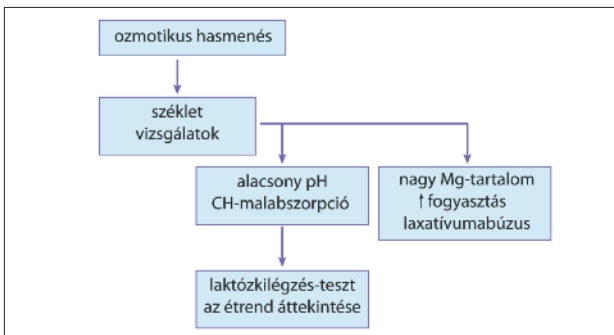 ozmotikus hasmenés
széklet
vizsgálatok
alacsony pH
CH-malabszorpció
nagy Mg-tartalom
↑ fogyasztás
laxatívumabúzus
laktózkilégzés-teszt
az étrend áttekintése